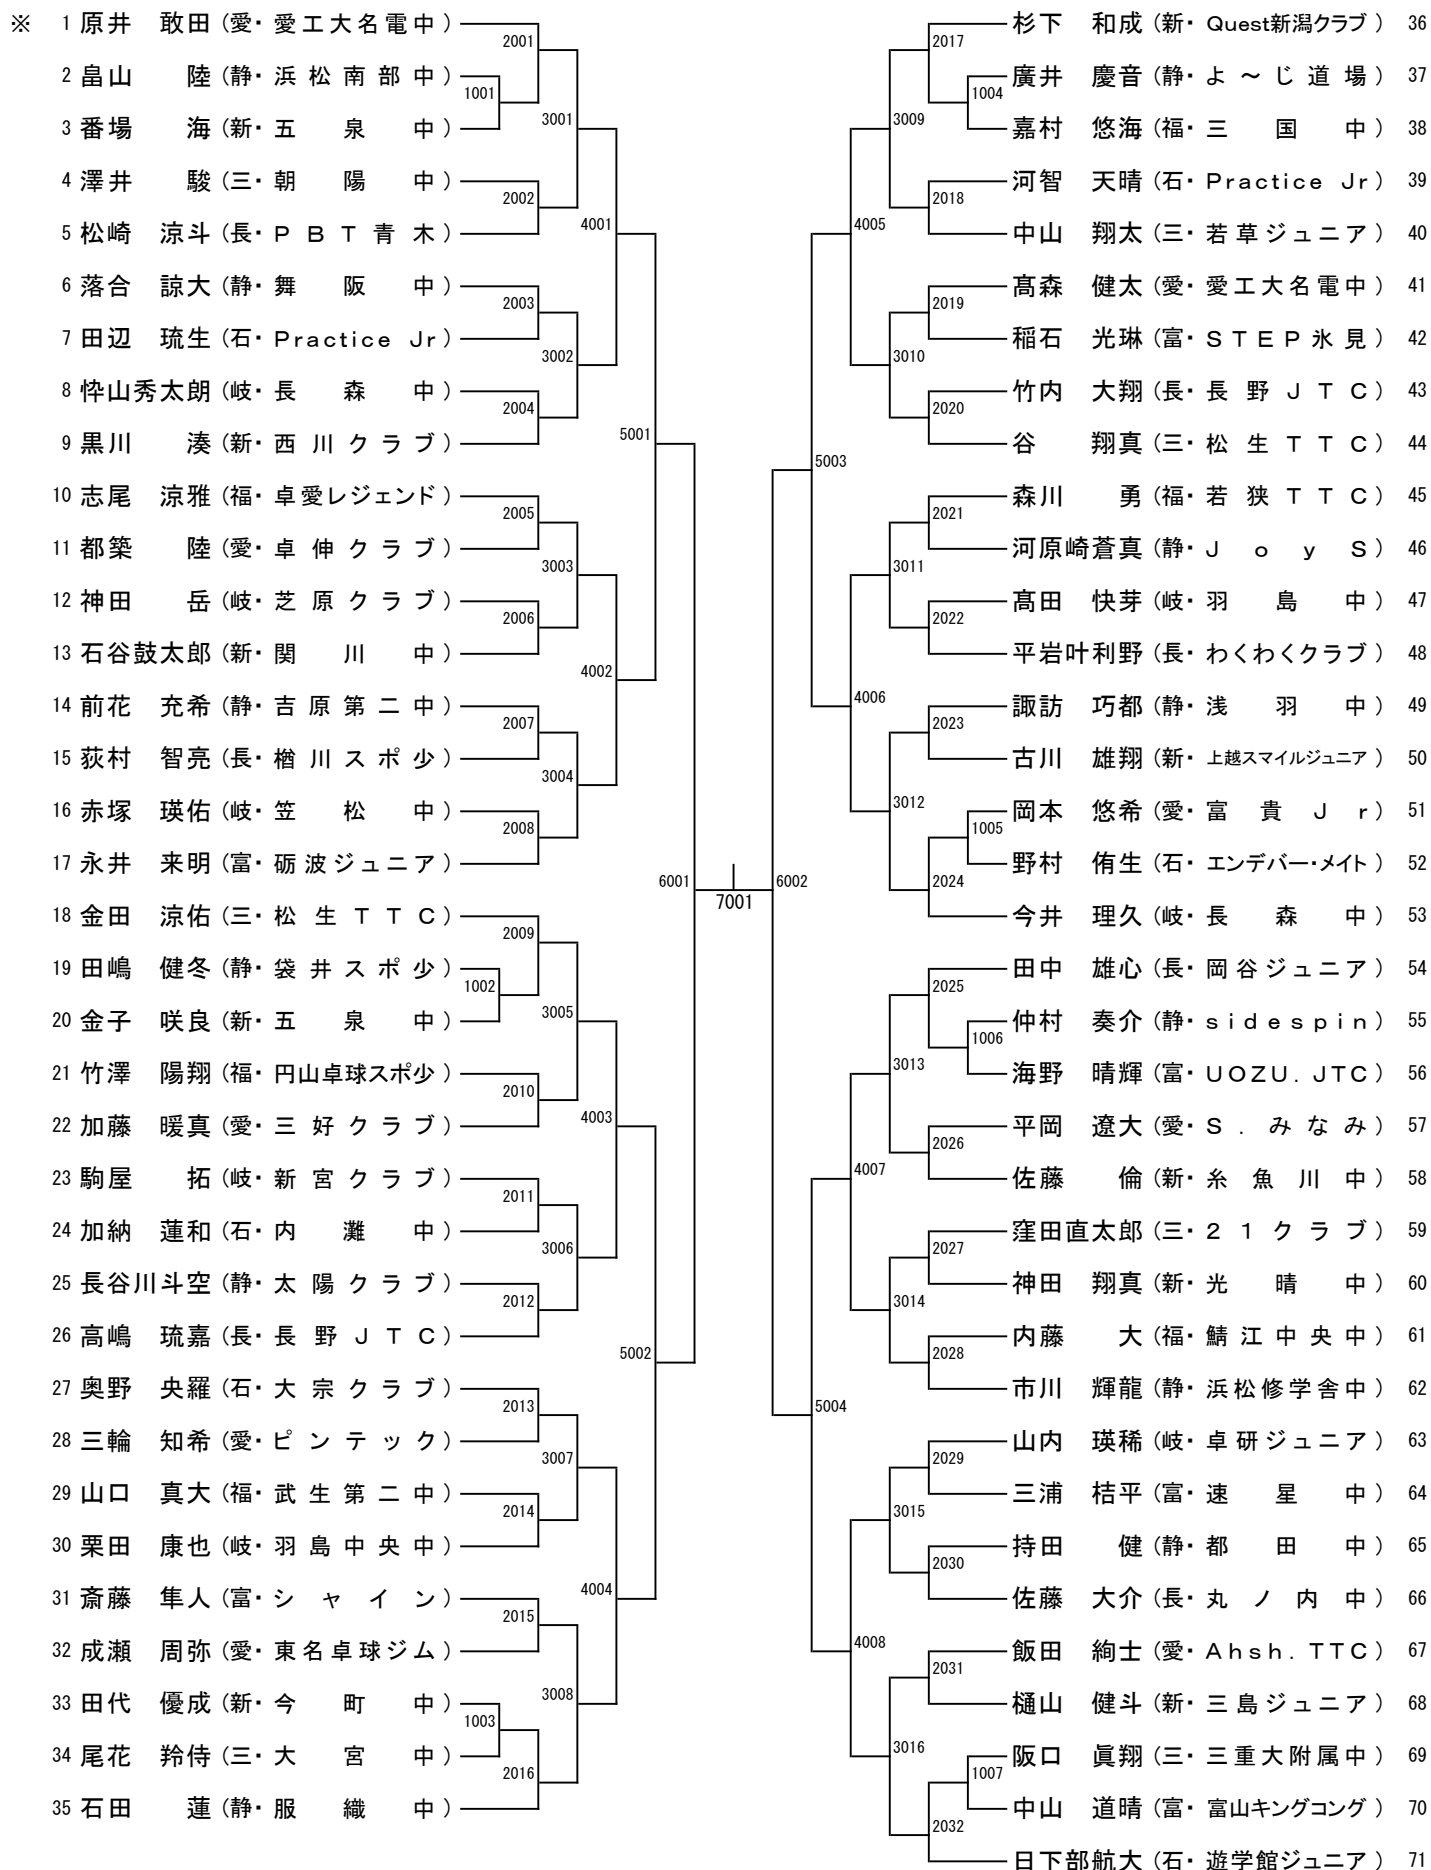 ※ 1 原井 敢田 (愛・愛工大名電中)
2 畠山 陸 (静・浜松南部中)
3 番場 海 (新・五泉中)
4 澤井 駿 (三・朝陽中)
5 松崎 涼斗 (長・PBT青木)
6 落合 諒大 (静・舞阪中)
7 田辺 琉生 (石・Practice Jr)
8 忰山秀太朗 (岐・長森中)
9 黒川 湊 (新・西川クラブ)
10 志尾 涼雅 (福・卓愛レジェンド)
11 都築 陸 (愛・卓伸クラブ)
12 神田 岳 (岐・芝原クラブ)
13 石谷鼓太郎 (新・関川中)
14 前花 充希 (静・吉原第二中)
15 荻村 智亮 (長・楢川スポ少)
16 赤塚 瑛佑 (岐・笠松中)
17 永井 来明 (富・砺波ジュニア)
18 金田 涼佑 (三・松生TTC)
19 田嶋 健冬 (静・袋井スポ少)
20 金子 咲良 (新・五泉中)
21 竹澤 陽翔 (福・円山卓球スポ少)
22 加藤 暖真 (愛・三好クラブ)
23 駒屋 拓 (岐・新宮クラブ)
24 加納 蓮和 (石・内灘中)
25 長谷川斗空 (静・太陽クラブ)
26 高嶋 琉嘉 (長・長野JTC)
27 奥野 央羅 (石・大宗クラブ)
28 三輪 知希 (愛・ピンテック)
29 山口 真大 (福・武生第二中)
30 栗田 康也 (岐・羽島中央中)
31 斎藤 隼人 (富・シャイン)
32 成瀬 周弥 (愛・東名卓球ジム)
33 田代 優成 (新・今町中)
34 尾花 羚侍 (三・大宮中)
35 石田 蓮 (静・服織中)
1001
1002
1003
2001
2002
2003
2004
2005
2006
2007
2008
2009
2010
2011
2012
2013
2014
2015
2016
3001
3002
3003
3004
3005
3006
3007
3008
4001
4002
4003
4004
5001
5002
6001
7001
6002
5003
5004
4005
4006
4007
4008
3009
3010
3011
3012
3013
3014
3015
3016
2017
2018
2019
2020
2021
2022
2023
2024
2025
2026
2027
2028
2029
2030
2031
2032
1004
1005
1006
1007
杉下 和成 (新・Quest新潟クラブ) 36
廣井 慶音 (静・よ~じ道場) 37
嘉村 悠海 (福・三国中) 38
河智 天晴 (石・Practice Jr) 39
中山 翔太 (三・若草ジュニア) 40
髙森 健太 (愛・愛工大名電中) 41
稲石 光琳 (富・STEP氷見) 42
竹内 大翔 (長・長野JTC) 43
谷 翔真 (三・松生TTC) 44
森川 勇 (福・若狭TTC) 45
河原崎蒼真 (静・JoyS) 46
髙田 快芽 (岐・羽島中) 47
平岩叶利野 (長・わくわくクラブ) 48
諏訪 巧都 (静・浅羽中) 49
古川 雄翔 (新・上越スマイルジュニア) 50
岡本 悠希 (愛・富貴Jr) 51
野村 侑生 (石・エンデバー・メイト) 52
今井 理久 (岐・長森中) 53
田中 雄心 (長・岡谷ジュニア) 54
仲村 奏介 (静・sidespin) 55
海野 晴輝 (富・UOZU.JTC) 56
平岡 遼大 (愛・S.みなみ) 57
佐藤 倫 (新・糸魚川中) 58
窪田直太郎 (三・21クラブ) 59
神田 翔真 (新・光晴中) 60
内藤 大 (福・鯖江中央中) 61
市川 輝龍 (静・浜松修学舎中) 62
山内 瑛稀 (岐・卓研ジュニア) 63
三浦 桔平 (富・速星中) 64
持田 健 (静・都田中) 65
佐藤 大介 (長・丸ノ内中) 66
飯田 絢士 (愛・Ahsh.TTC) 67
樋山 健斗 (新・三島ジュニア) 68
阪口 眞翔 (三・三重大附属中) 69
中山 道晴 (富・富山キングコング) 70
日下部航大 (石・遊学館ジュニア) 71